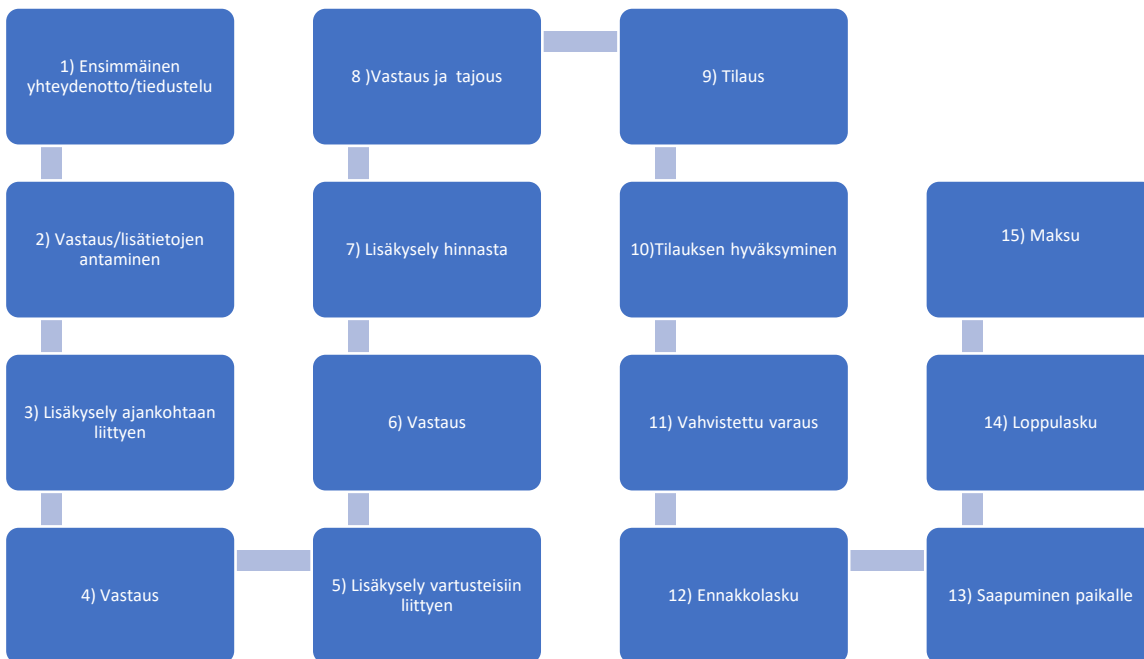 1) Ensimmäinen
yhteydenotto/tiedustelu
2) Vastaus/lisätietojen
antaminen
3) Lisäkysely ajankohtaan
liittyen
4) Vastaus
5) Lisäkysely vartusteisiin
liittyen
6) Vastaus
7) Lisäkysely hinnasta
8 )Vastaus ja tajous
9) Tilaus
10)Tilauksen hyväksyminen
11) Vahvistettu varaus
12) Ennakkolasku
13) Saapuminen paikalle
14) Loppulasku
15) Maksu